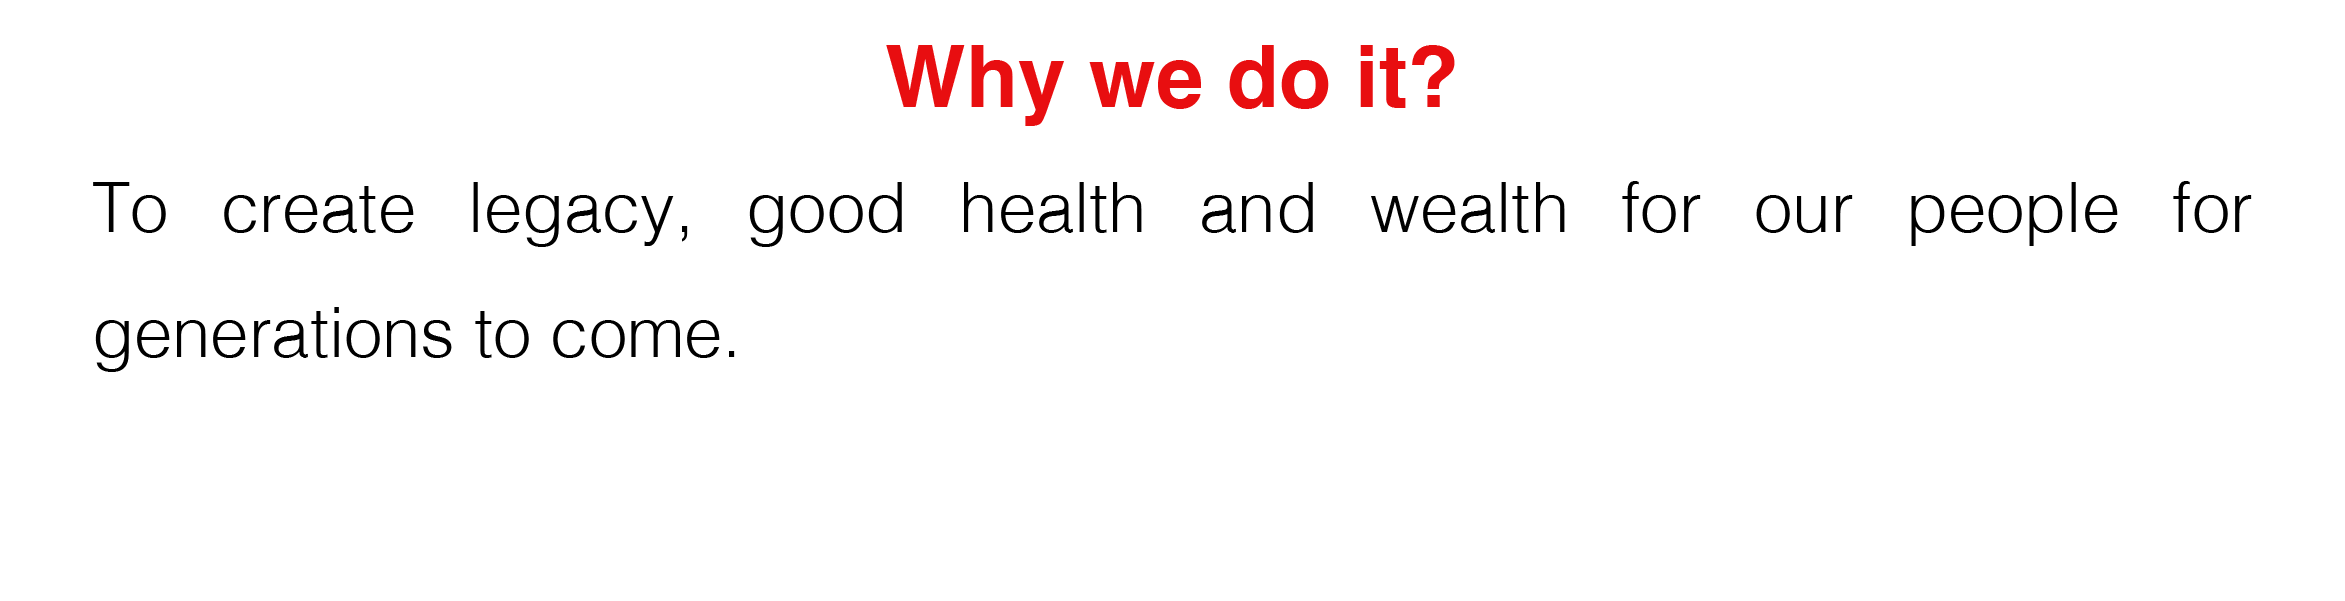 Why we do it?
To create legacy, good health and wealth for our people for
generations to come.